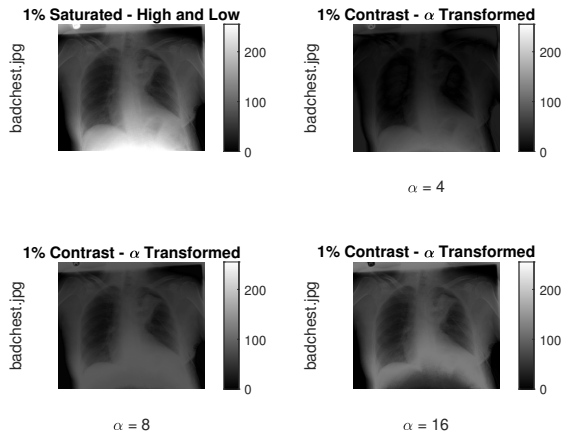 1% Saturated - High and Low
badchest.jpg
200
100
0
1% Contrast - α Transformed
badchest.jpg
200
100
0
α = 4
1% Contrast - α Transformed
badchest.jpg
200
100
0
α = 8
1% Contrast - α Transformed
badchest.jpg
200
100
0
α = 16